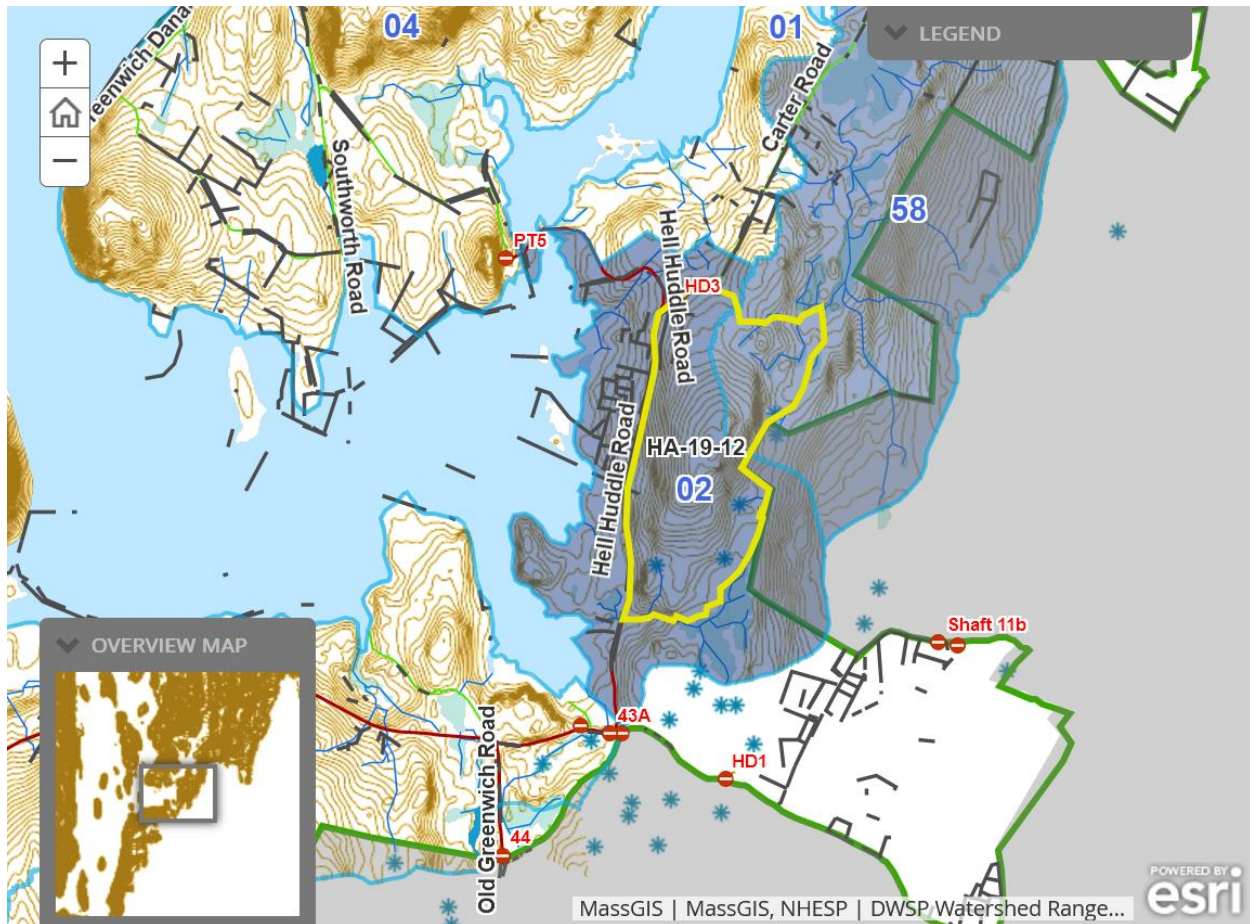 04
01
LEGEND
reenwich Dana
+
−
Southworth Road
Carter Road
58
PT5
Hell Huddle Road
HD3
HA-19-12
02
Hell Huddle Road
Shaft 11b
OVERVIEW MAP
43A
HD1
Old Greenwich Road
44
POWERED BY
esri
MassGIS | MassGIS, NHESP | DWSP Watershed Range...